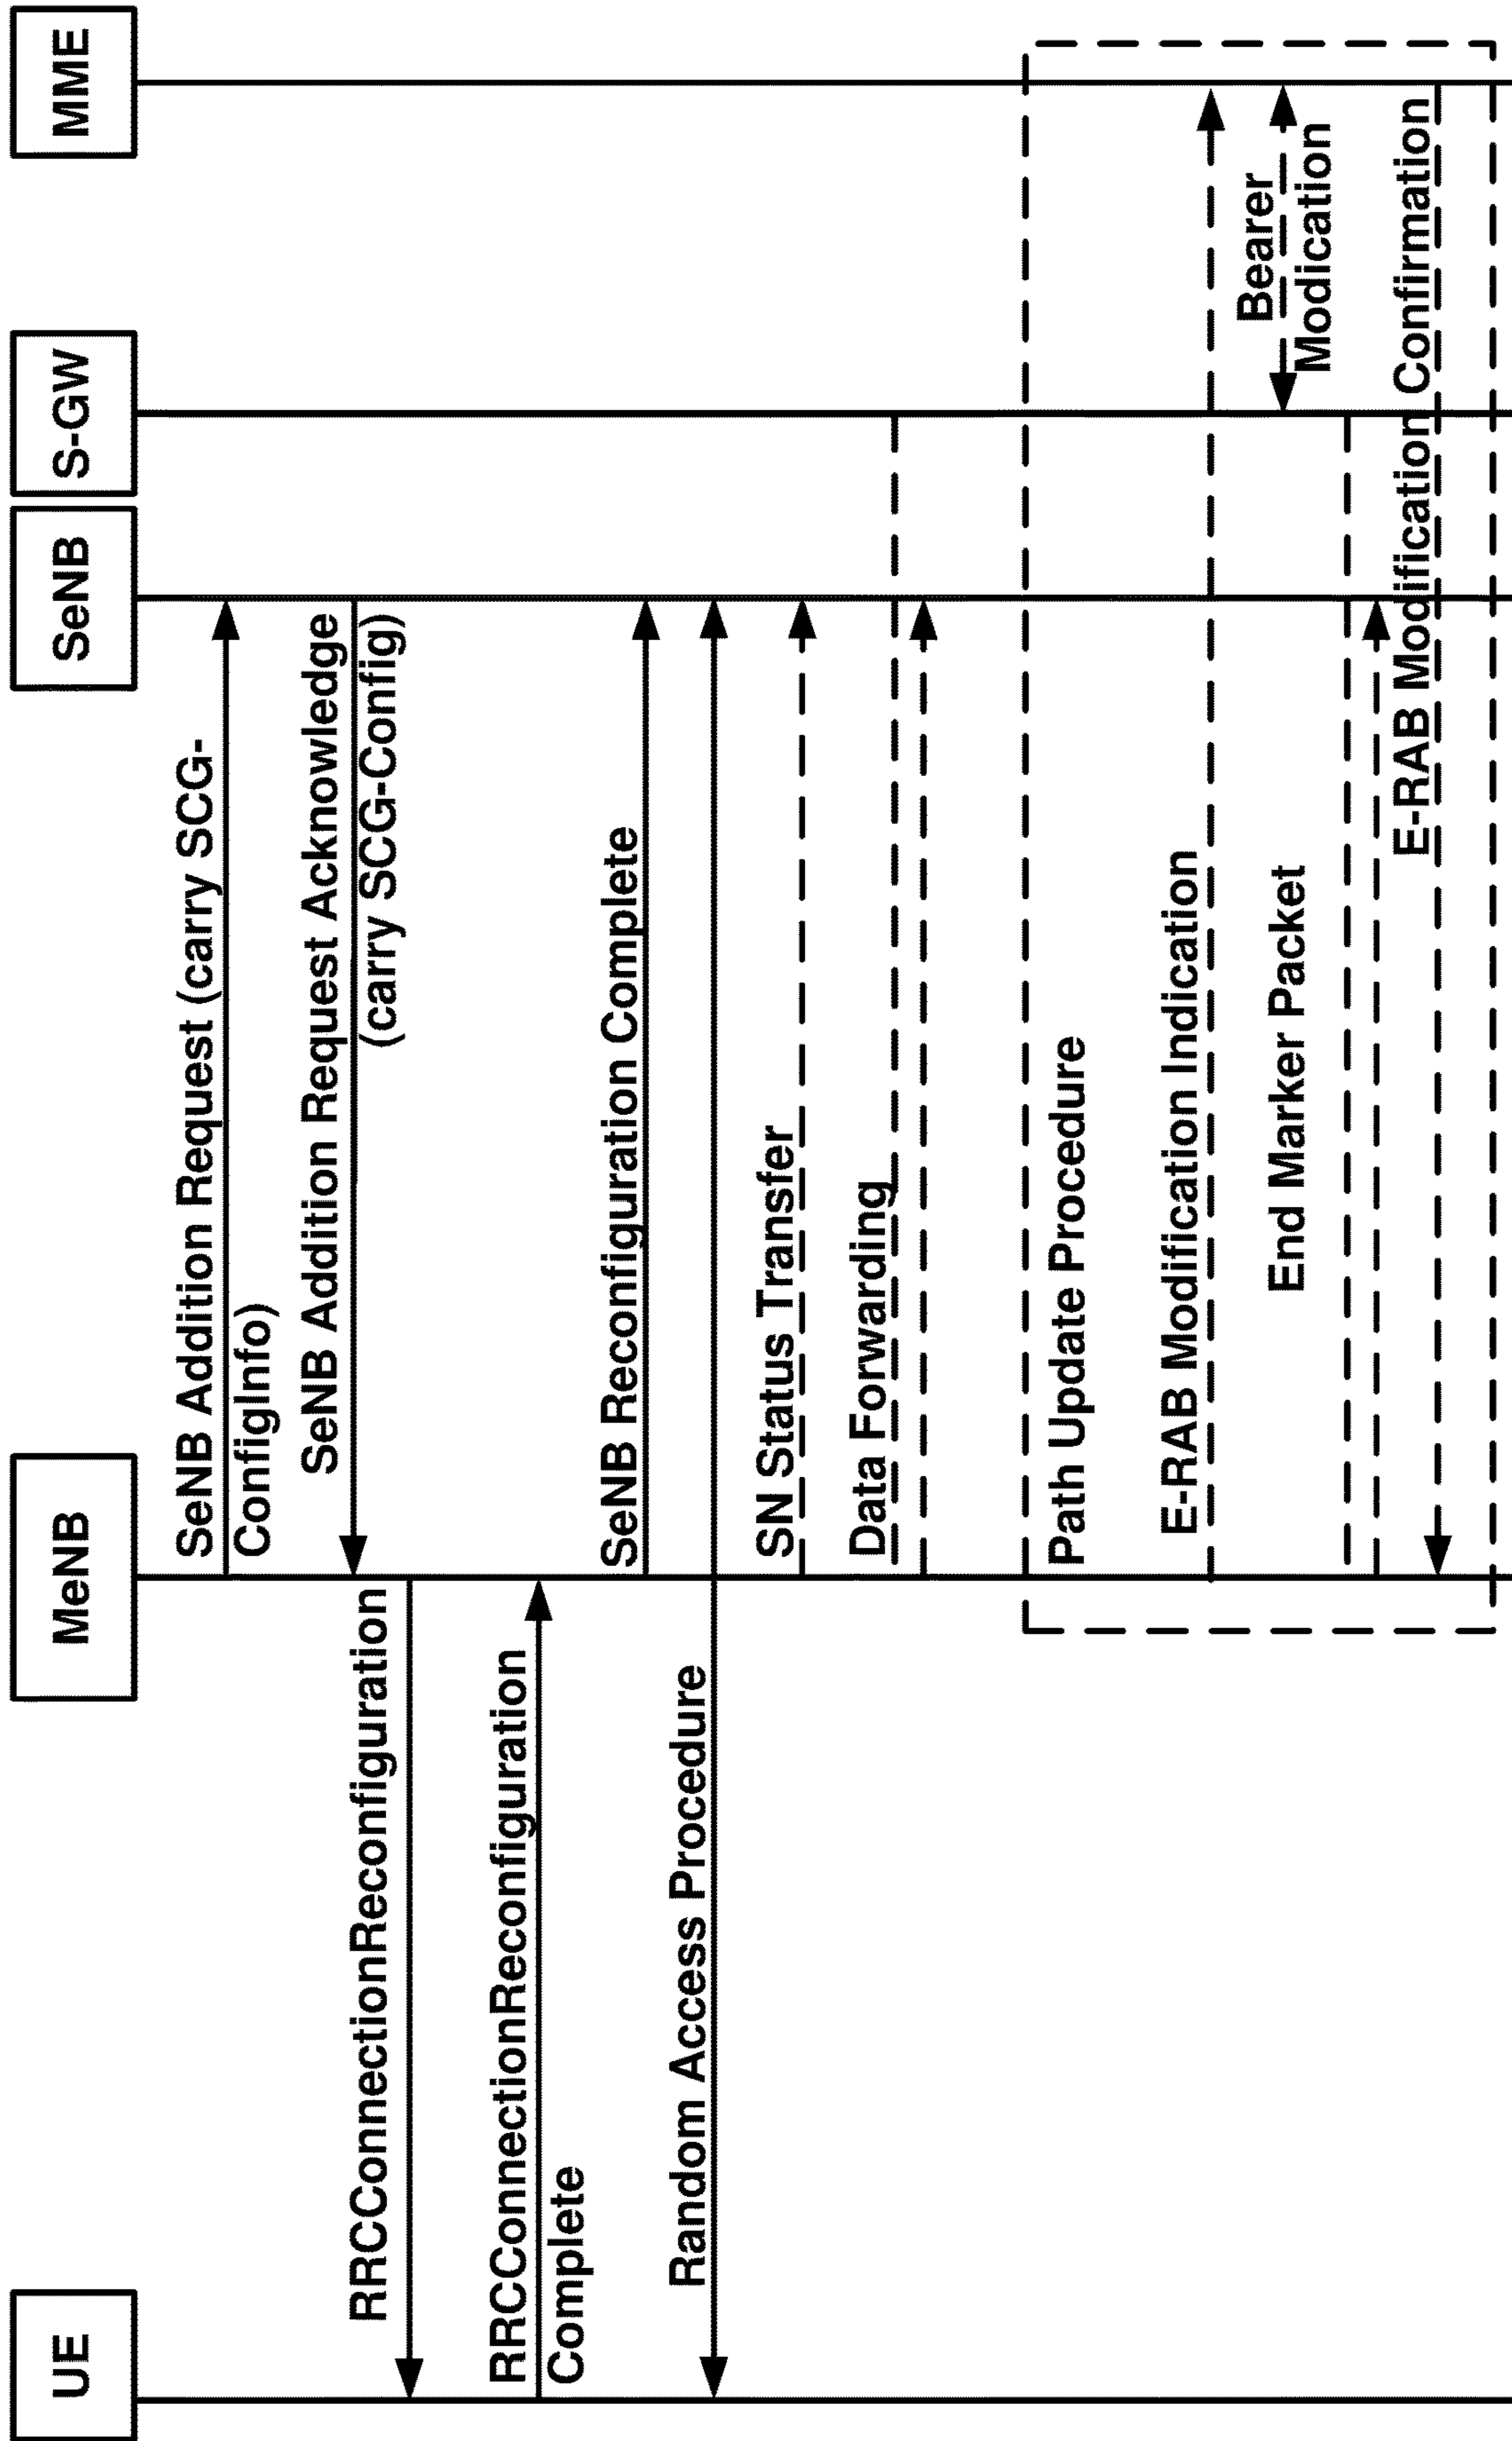 UE
MeNB
SeNB
S-GW
MME
SeNB Addition Request (carry SCG-
ConfigInfo)
SeNB Addition Request Acknowledge
(carry SCG-Config)
RRCConnectionReconfiguration
RRCConnectionReconfiguration
Complete
SeNB Reconfiguration Complete
Random Access Procedure
SN Status Transfer
Data Forwarding
Path Update Procedure
E-RAB Modification Indication
Bearer
Modication
End Marker Packet
E-RAB Modification Confirmation